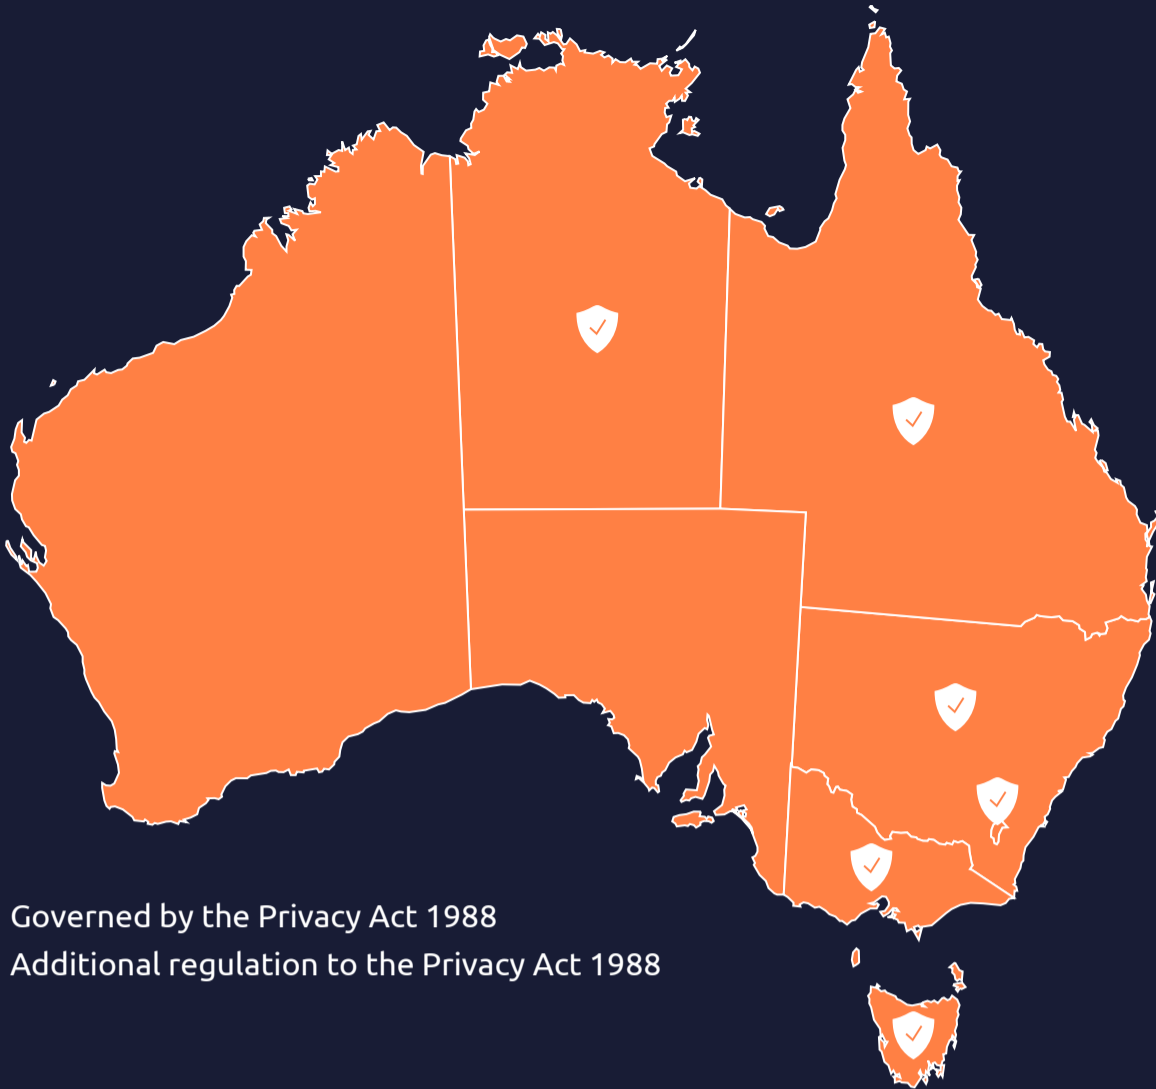 Governed by the Privacy Act 1988
Additional regulation to the Privacy Act 1988